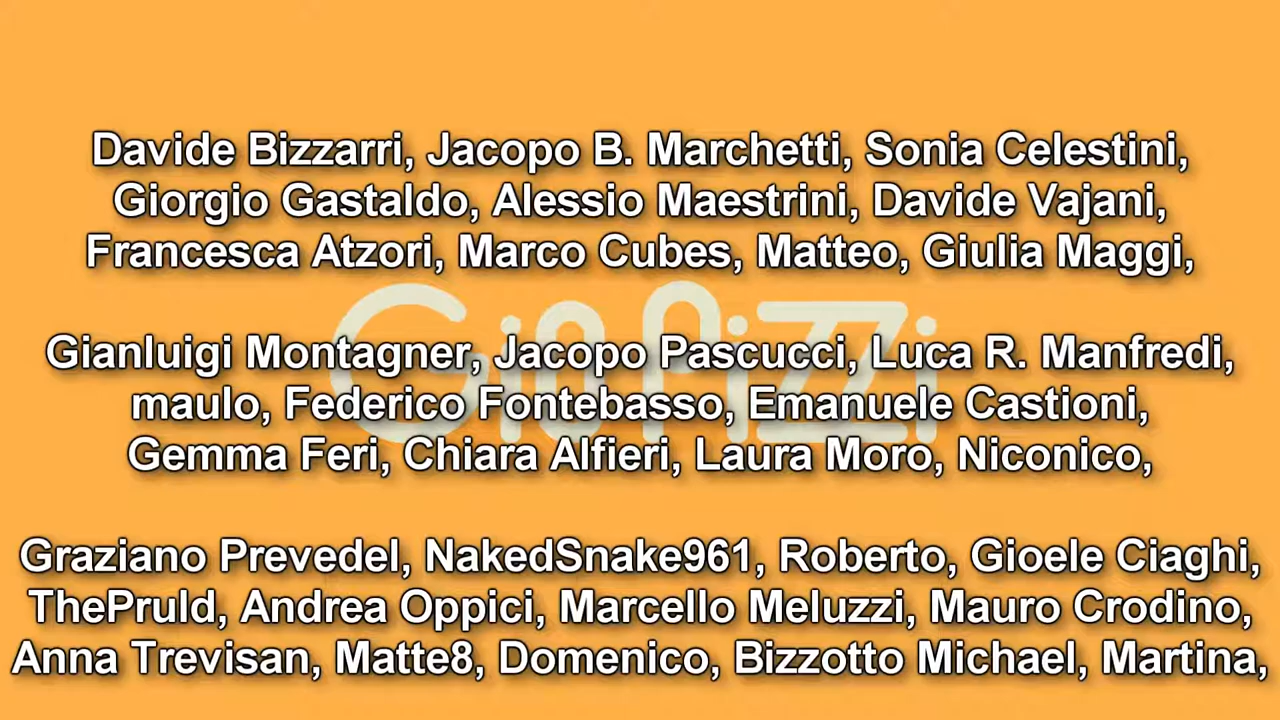 Davide Bizzarri, Jacopo B. Marchetti, Sonia Celestini,
Giorgio Gastaldo, Alessio Maestrini, Davide Vajani,
Francesca Atzori, Marco Cubes, Matteo, Giulia Maggi,
Gio Pizzi
Gianluigi Montagner, Jacopo Pascucci, Luca R. Manfredi,
maulo, Federico Fontebasso, Emanuele Castioni,
Gemma Feri, Chiara Alfieri, Laura Moro, Niconico,
Graziano Prevedel, NakedSnake961, Roberto, Gioele Ciaghi,
ThePruld, Andrea Oppici, Marcello Meluzzi, Mauro Crodino,
Anna Trevisan, Matte8, Domenico, Bizzotto Michael, Martina,